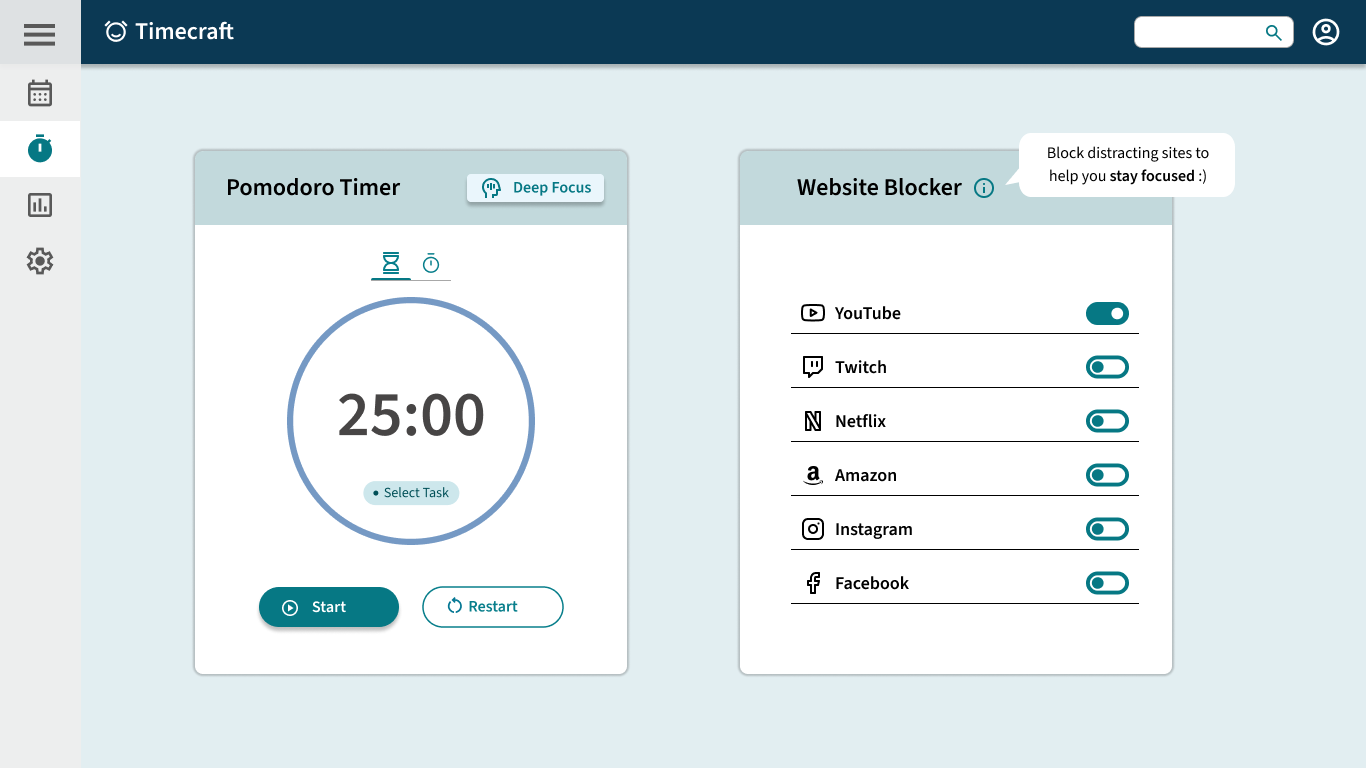 Timecraft
Pomodoro Timer
Deep Focus
25:00
• Select Task
Start
Restart
Website Blocker
Block distracting sites to
help you stay focused :)
YouTube
Twitch
Netflix
Amazon
Instagram
Facebook